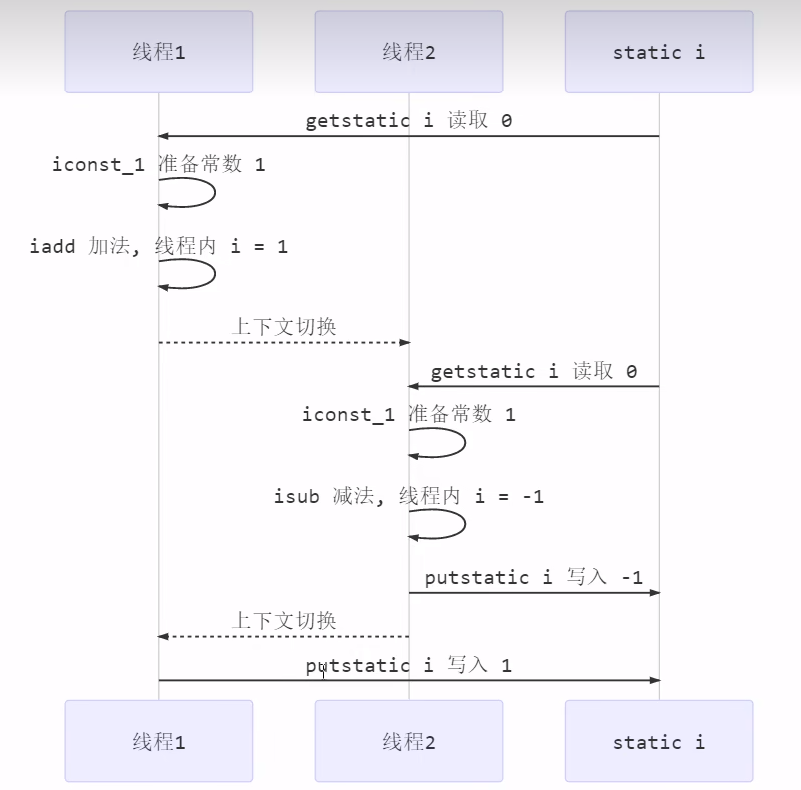 线程1 线程2 static i
getstatic i 读取 0
iconst_1 准备常数 1
iadd 加法, 线程内 i = 1
上下文切换
getstatic i 读取 0
iconst_1 准备常数 1
isub 减法, 线程内 i = -1
putstatic i 写入 -1
上下文切换
putstatic i 写入 1
线程1 线程2 static i